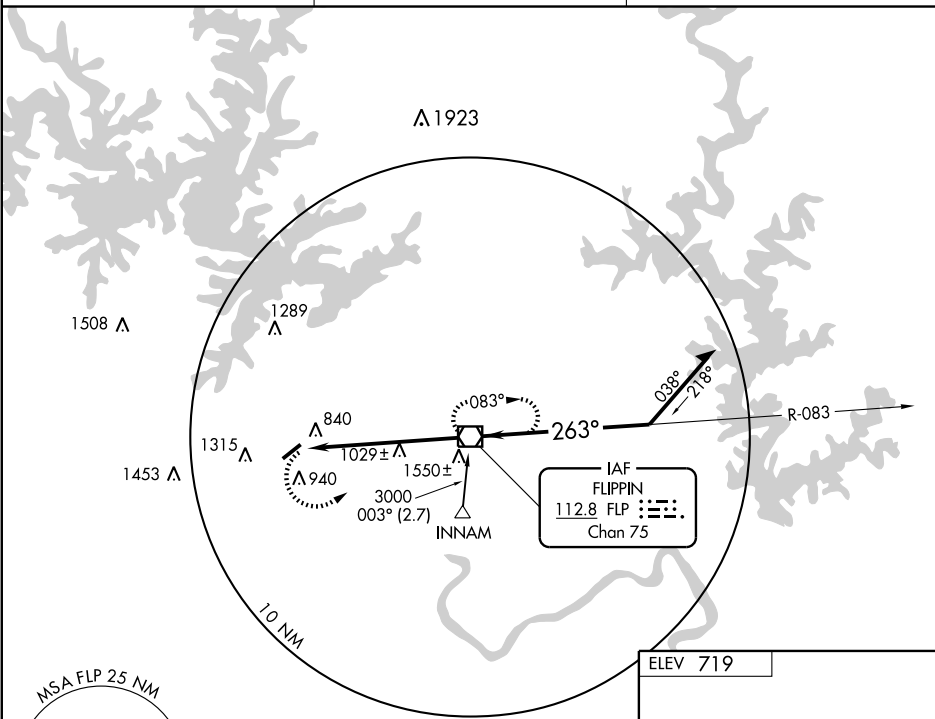 1923
1508
1289
038°
218°
083°
263°
R-083
840
1315
1029±
1550±
1453
940
3000
003° (2.7)
INNAM
IAF
FLIPPIN
112.8 FLP
Chan 75
10 NM
ELEV 719
MSA FLP 25 NM